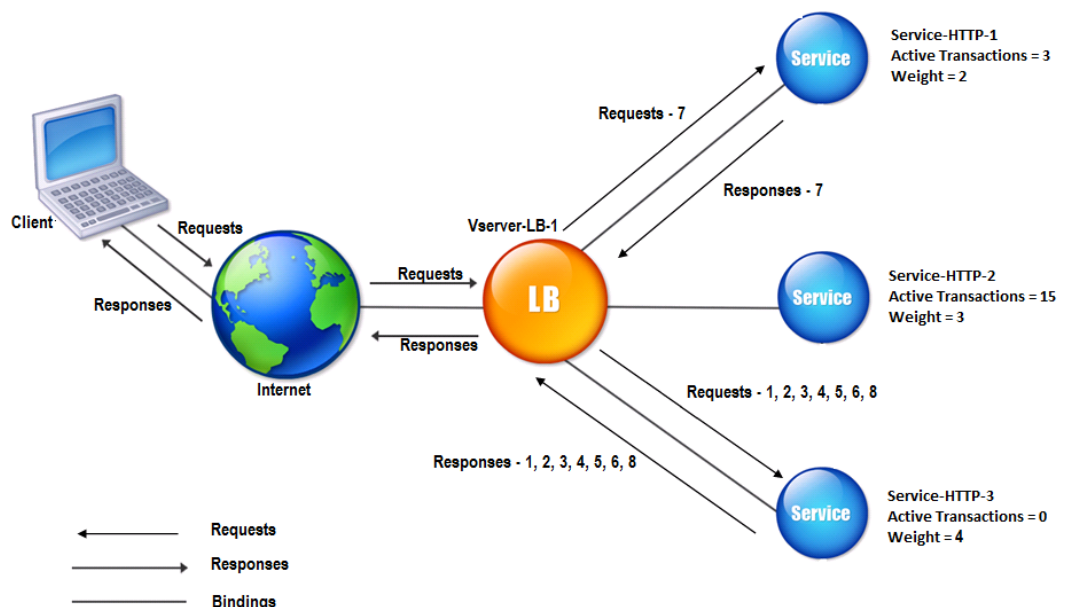 Service-HTTP-1
Active Transactions = 3
Weight = 2
Service
Requests - 7
Responses - 7
Client
Requests
Responses
Internet
Vserver-LB-1
Requests
LB
Responses
Service
Service-HTTP-2
Active Transactions = 15
Weight = 3
Requests - 1, 2, 3, 4, 5, 6, 8
Responses - 1, 2, 3, 4, 5, 6, 8
Service
Service-HTTP-3
Active Transactions = 0
Weight = 4
Requests
Responses
Bindings